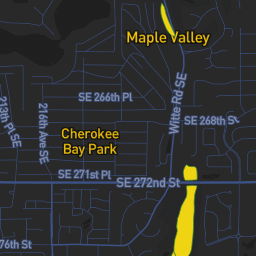 Maple Valley
SE 266th Pl
Witte Rd SE
SE 268th St
213th Pl SE
216th Ave SE
Cherokee
Bay Park
SE 271st Pl
SE 272nd St
76th St